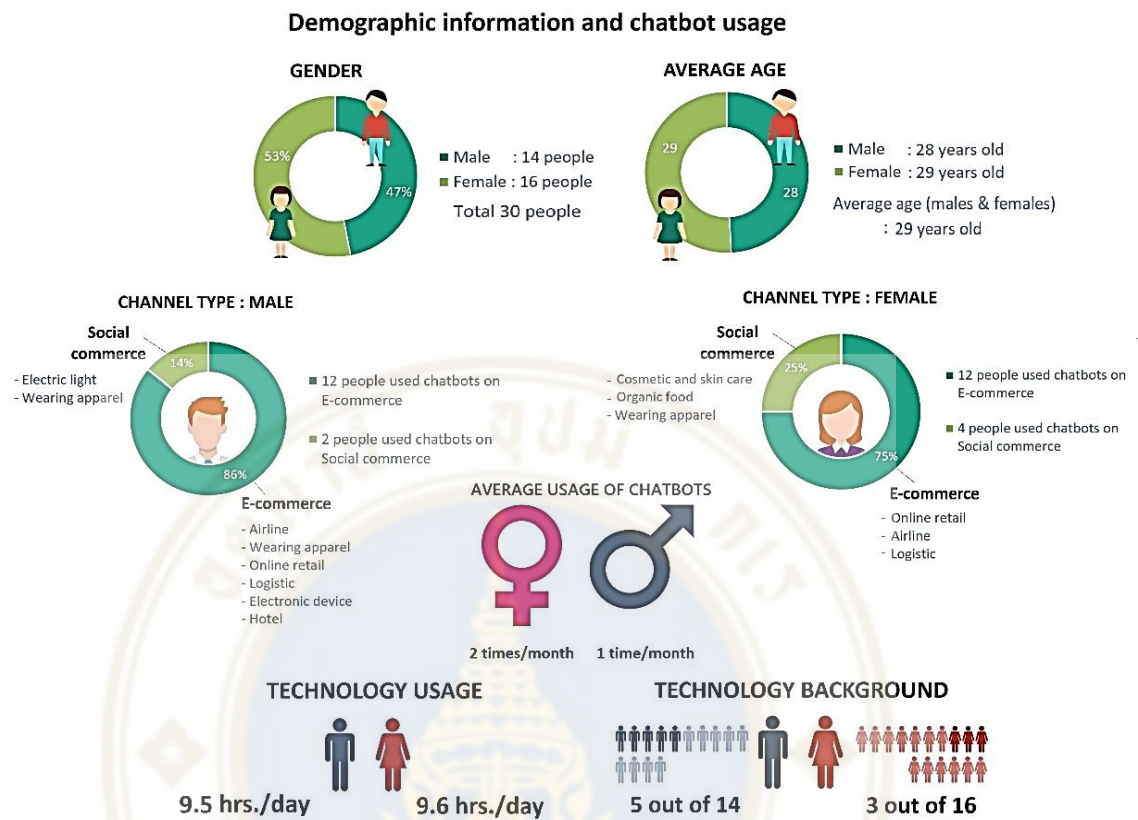 Demographic information and chatbot usage
GENDER
53%
47%
Male : 14 people
Female : 16 people
Total 30 people
AVERAGE AGE
29
28
Male : 28 years old
Female : 29 years old
Average age (males & females)
: 29 years old
CHANNEL TYPE : MALE
Social
commerce
- Electric light
- Wearing apparel
14%
86%
12 people used chatbots on
E-commerce
2 people used chatbots on
Social commerce
E-commerce
- Airline
- Wearing apparel
- Online retail
- Logistic
- Electronic device
- Hotel
CHANNEL TYPE : FEMALE
Social
commerce
- Cosmetic and skin care
- Organic food
- Wearing apparel
25%
75%
12 people used chatbots on
E-commerce
4 people used chatbots on
Social commerce
E-commerce
- Online retail
- Airline
- Logistic
AVERAGE USAGE OF CHATBOTS
2 times/month
1 time/month
TECHNOLOGY USAGE
9.5 hrs./day
9.6 hrs./day
TECHNOLOGY BACKGROUND
5 out of 14
3 out of 16